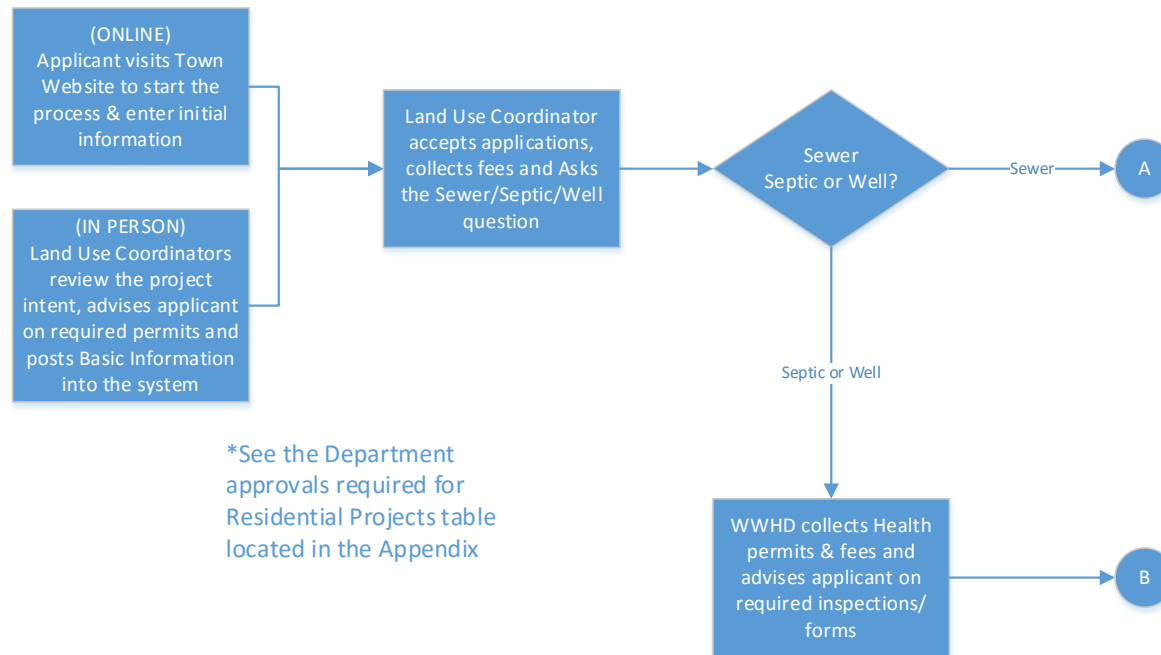 (ONLINE)
Applicant visits Town
Website to start the
process & enter initial
information
Land Use Coordinator
accepts applications,
collects fees and Asks
the Sewer/Septic/Well
question
Sewer
Septic or Well?
Sewer
A
(IN PERSON)
Land Use Coordinators
review the project
intent, advises applicant
on required permits and
posts Basic Information
into the system
Septic or Well
*See the Department
approvals required for
Residential Projects table
located in the Appendix
WWHD collects Health
permits & fees and
advises applicant on
required inspections/
forms
B